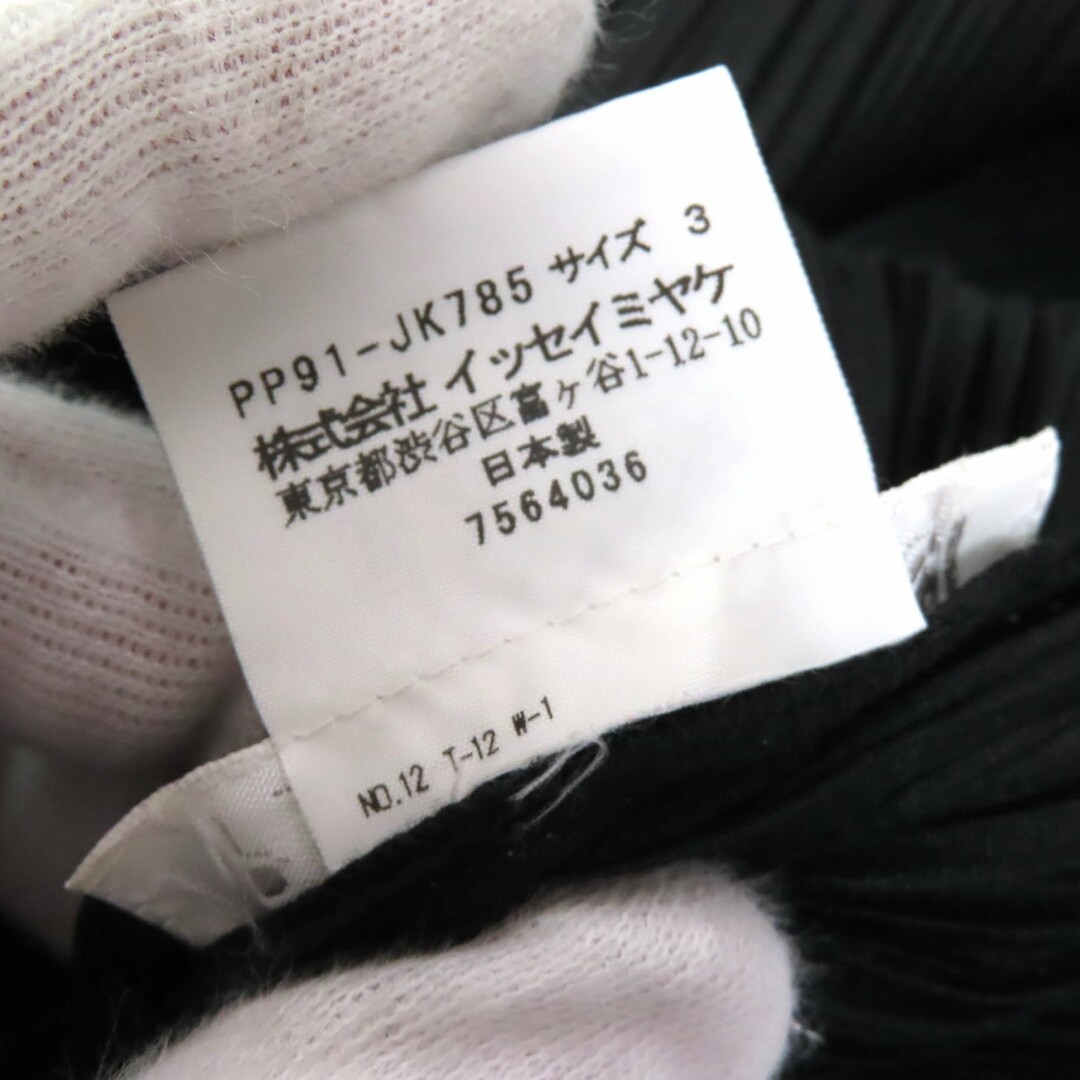 PP91-JK785 サイズ 3
株式会社 イッセイミヤケ
東京都渋谷区富ヶ谷1-12-10
日本製
7564036
NO.12 T-12 W-1